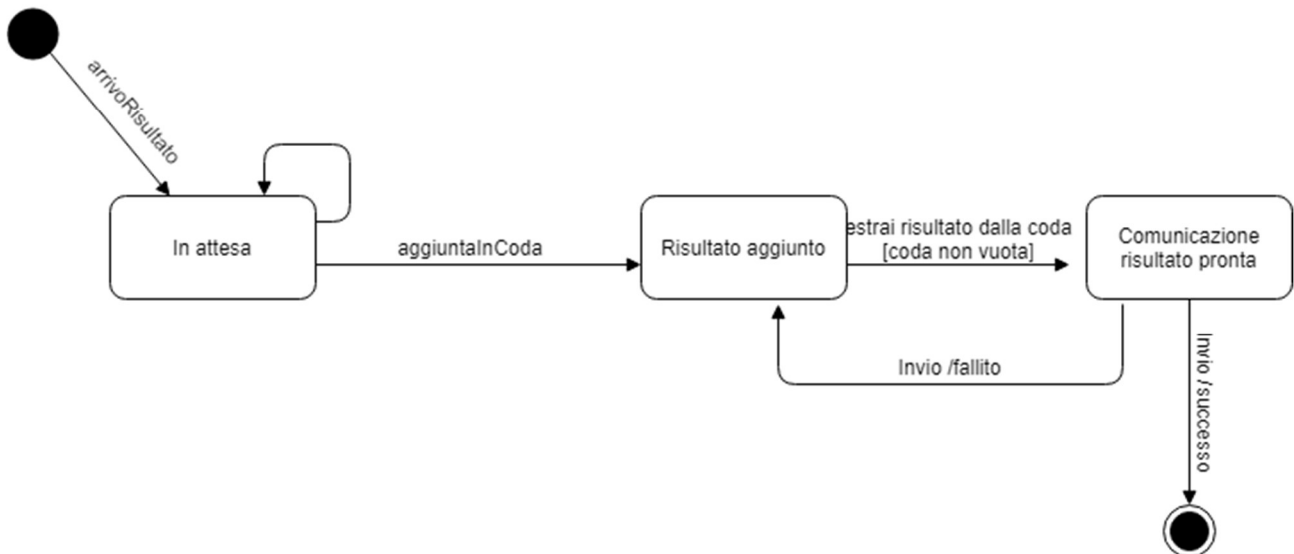 arrivoRisultato
In attesa
aggiuntaInCoda
Risultato aggiunto
estrai risultato dalla coda
[coda non vuota]
Comunicazione
risultato pronta
Invio /fallito
Invio /successo